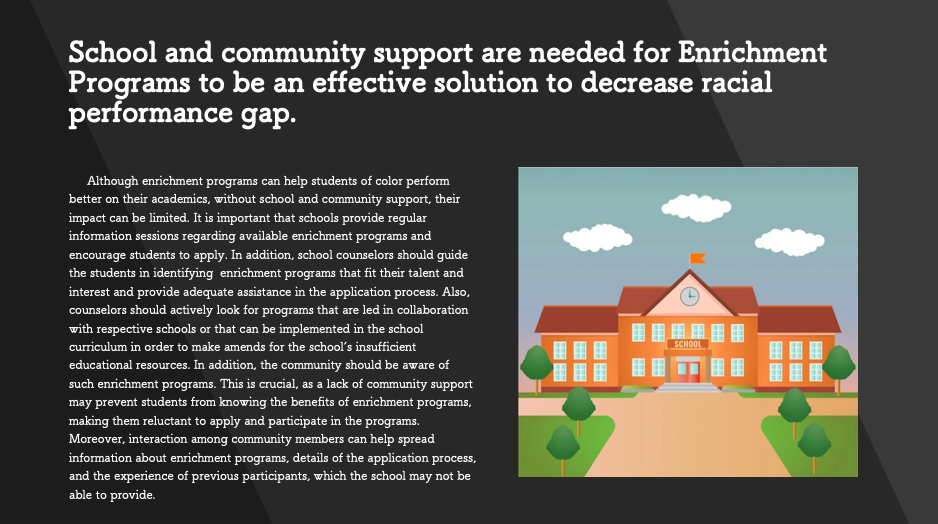 School and community support are needed for Enrichment
Programs to be an effective solution to decrease racial
performance gap.
Although enrichment programs can help students of color perform
better on their academics, without school and community support, their
impact can be limited. It is important that schools provide regular
information sessions regarding available enrichment programs and
encourage students to apply. In addition, school counselors should guide
the students in identifying  enrichment programs that fit their talent and
interest and provide adequate assistance in the application process. Also,
counselors should actively look for programs that are led in collaboration
with respective schools or that can be implemented in the school
curriculum in order to make amends for the school's insufficient
educational resources. In addition, the community should be aware of
such enrichment programs. This is crucial, as a lack of community support
may prevent students from knowing the benefits of enrichment programs,
making them reluctant to apply and participate in the programs.
Moreover, interaction among community members can help spread
information about enrichment programs, details of the application process,
and the experience of previous participants, which the school may not be
able to provide.
SCHOOL